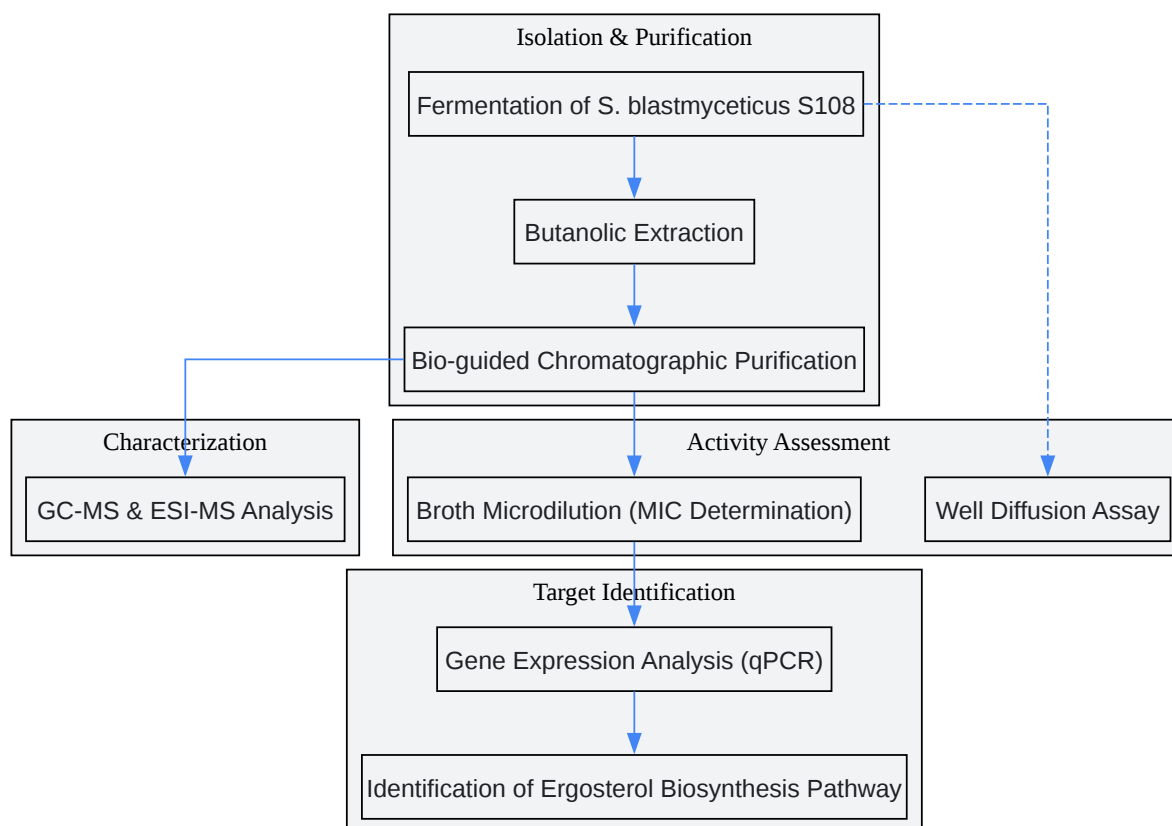 Isolation & Purification
Fermentation of S. blastmyceticus S108
Butanolic Extraction
Bio-guided Chromatographic Purification
Characterization
GC-MS & ESI-MS Analysis
Activity Assessment
Broth Microdilution (MIC Determination)
Well Diffusion Assay
Target Identification
Gene Expression Analysis (qPCR)
Identification of Ergosterol Biosynthesis Pathway